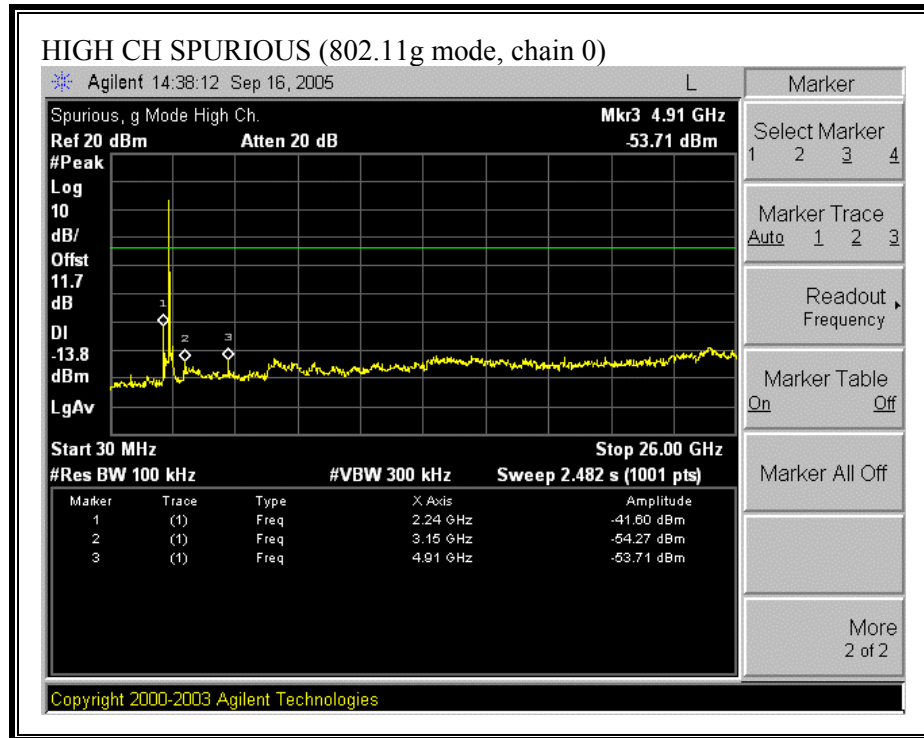 HIGH CH SPURIOUS (802.11g mode, chain 0)
Agilent 14:38:12 Sep 16, 2005 L
Marker
Spurious, g Mode High Ch. Mkr3 4.91 GHz
Ref 20 dBm Atten 20 dB -53.71 dBm
#Peak
Log
10
dB/
Offst
11.7
dB
DI
-13.8
dBm
LgAv
1
2
3
Start 30 MHz Stop 26.00 GHz
#Res BW 100 kHz #VBW 300 kHz Sweep 2.482 s (1001 pts)
Marker Trace Type X Axis Amplitude
1 (1) Freq 2.24 GHz -41.60 dBm
2 (1) Freq 3.15 GHz -54.27 dBm
3 (1) Freq 4.91 GHz -53.71 dBm
Select Marker
1 2 3 4
Marker Trace
Auto 1 2 3
Readout
Frequency
Marker Table
On Off
Marker All Off
More
2 of 2
Copyright 2000-2003 Agilent Technologies